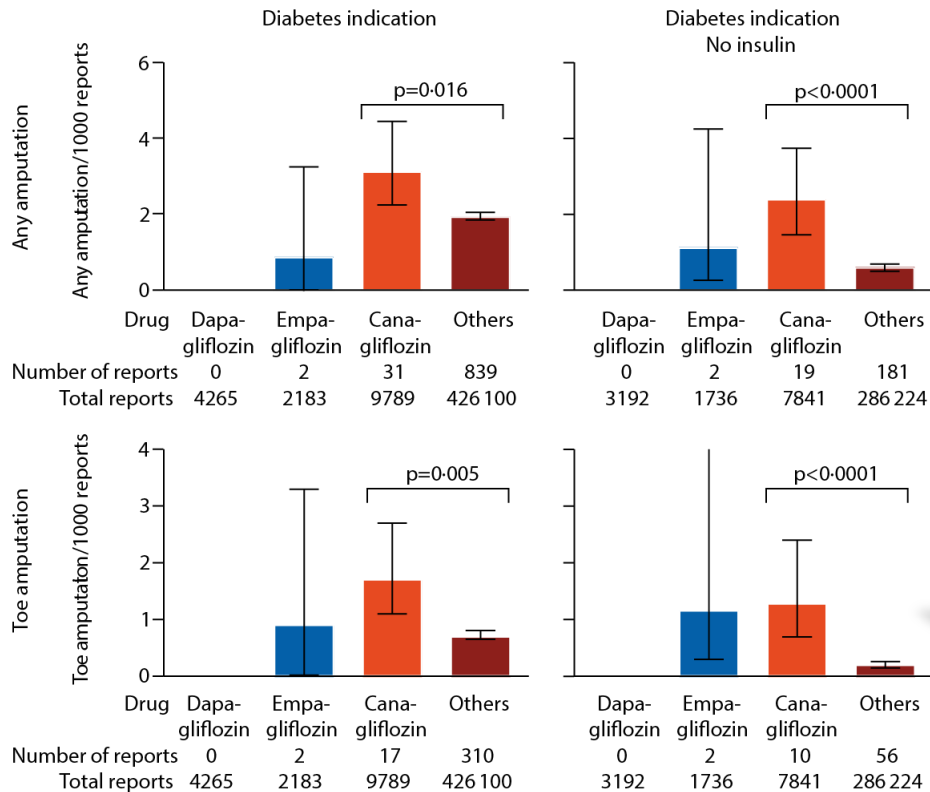 Diabetes indication
Diabetes indication
No insulin
Any amputation
Any amputation/1000 reports
6
4
2
0
p=0·016
p<0·0001
Drug Dapa-gliflozin Empa-gliflozin Cana-gliflozin Others
Dapa-gliflozin Empa-gliflozin Cana-gliflozin Others
Number of reports 0 2 31 839 0 2 19 181
Total reports 4265 2183 9789 426 100 3192 1736 7841 286 224
Toe amputation
Toe amputaton/1000 reports
4
3
2
1
0
p=0·005
p<0·0001
Drug Dapa-gliflozin Empa-gliflozin Cana-gliflozin Others
Dapa-gliflozin Empa-gliflozin Cana-gliflozin Others
Number of reports 0 2 17 310 0 2 10 56
Total reports 4265 2183 9789 426 100 3192 1736 7841 286 224